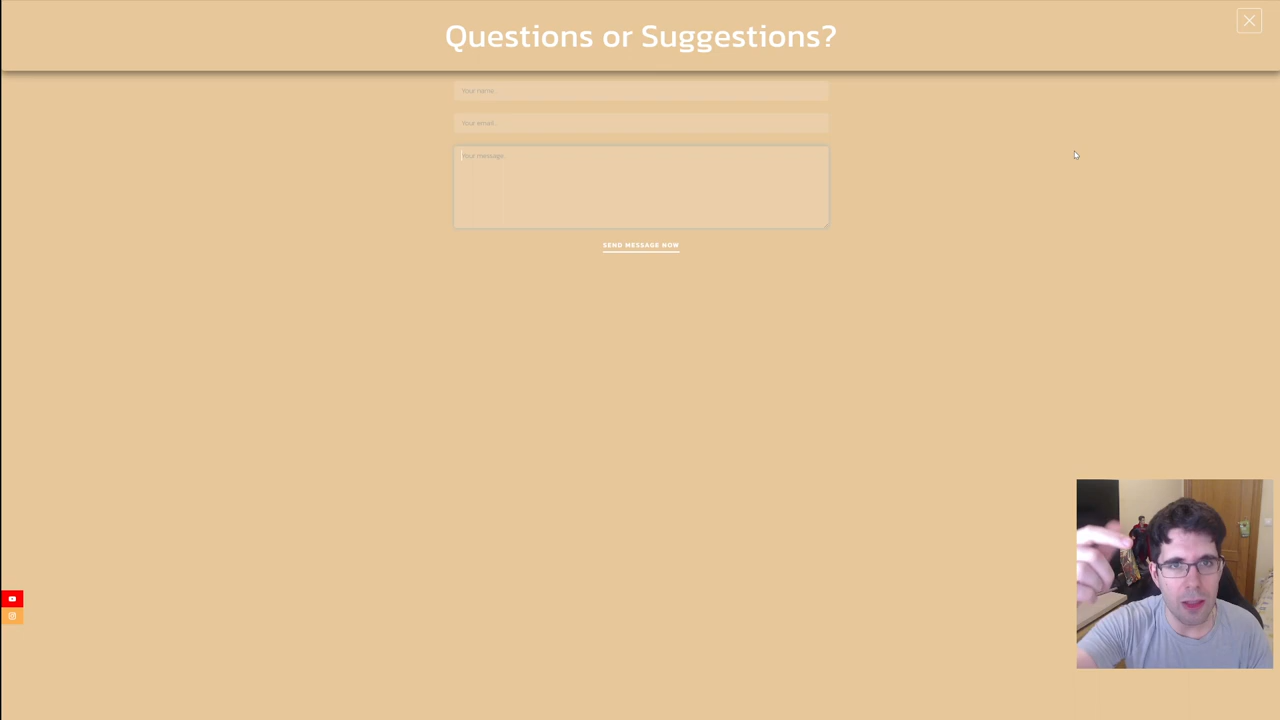 Questions or Suggestions?
Your name.
Your email.
Your message.
SEND MESSAGE NOW